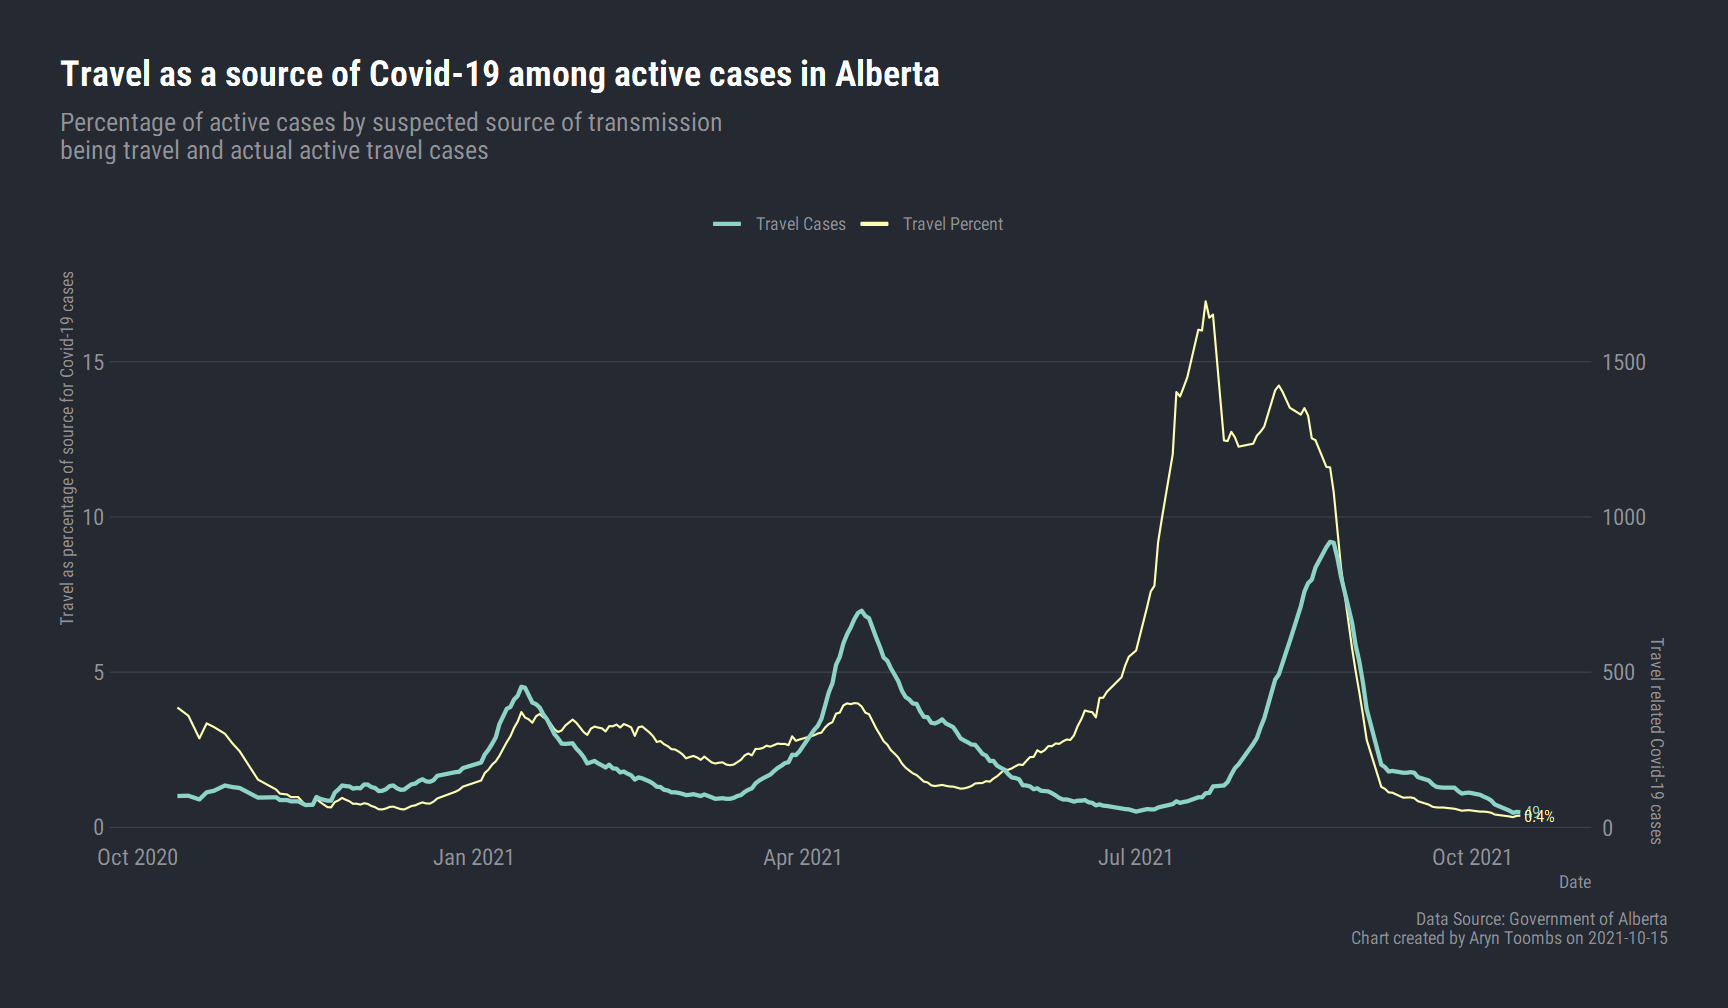 Travel as a source of Covid-19 among active cases in Alberta
Percentage of active cases by suspected source of transmission
being travel and actual active travel cases
Travel Cases
Travel Percent
Travel as percentage of source for Covid-19 cases
15
10
5
0
1500
1000
500
0
Travel related Covid-19 cases
49
0.4%
Oct 2020
Jan 2021
Apr 2021
Jul 2021
Oct 2021
Date
Data Source: Government of Alberta
Chart created by Aryn Toombs on 2021-10-15